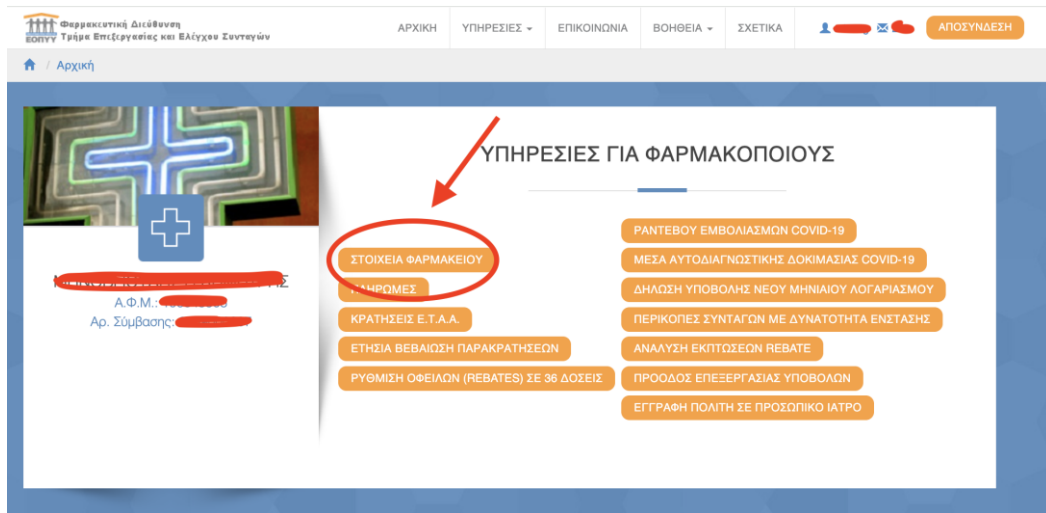 Φαρμακευτική Διεύθυνση
ΕΟΠΥΥ Τμήμα Επεξεργασίας και Ελέγχου Συνταγών
ΑΡΧΙΚΗ ΥΠΗΡΕΣΙΕΣ ΕΠΙΚΟΙΝΩΝΙΑ ΒΟΗΘΕΙΑ ΣΧΕΤΙΚΑ ΑΠΟΣΥΝΔΕΣΗ
/ Αρχική
ΥΠΗΡΕΣΙΕΣ ΓΙΑ ΦΑΡΜΑΚΟΠΟΙΟΥΣ
Α.Φ.Μ.:
Αρ. Σύμβασης:
ΣΤΟΙΧΕΙΑ ΦΑΡΜΑΚΕΙΟΥ
ΠΛΗΡΩΜΕΣ
ΚΡΑΤΗΣΕΙΣ Ε.Τ.Α.Α.
ΕΤΗΣΙΑ ΒΕΒΑΙΩΣΗ ΠΑΡΑΚΡΑΤΗΣΕΩΝ
ΡΥΘΜΙΣΗ ΟΦΕΙΛΩΝ (REBATES) ΣΕ 36 ΔΟΣΕΙΣ
ΡΑΝΤΕΒΟΥ ΕΜΒΟΛΙΑΣΜΩΝ COVID-19
ΜΕΣΑ ΑΥΤΟΔΙΑΓΝΩΣΤΙΚΗΣ ΔΟΚΙΜΑΣΙΑΣ COVID-19
ΔΗΛΩΣΗ ΥΠΟΒΟΛΗΣ ΝΕΟΥ ΜΗΝΙΑΙΟΥ ΛΟΓΑΡΙΑΣΜΟΥ
ΠΕΡΙΚΟΠΕΣ ΣΥΝΤΑΓΩΝ ΜΕ ΔΥΝΑΤΟΤΗΤΑ ΕΝΣΤΑΣΗΣ
ΑΝΑΛΥΣΗ ΕΚΠΤΩΣΕΩΝ REBATE
ΠΡΟΟΔΟΣ ΕΠΕΞΕΡΓΑΣΙΑΣ ΥΠΟΒΟΛΩΝ
ΕΓΓΡΑΦΗ ΠΟΛΙΤΗ ΣΕ ΠΡΟΣΩΠΙΚΟ ΙΑΤΡΟ